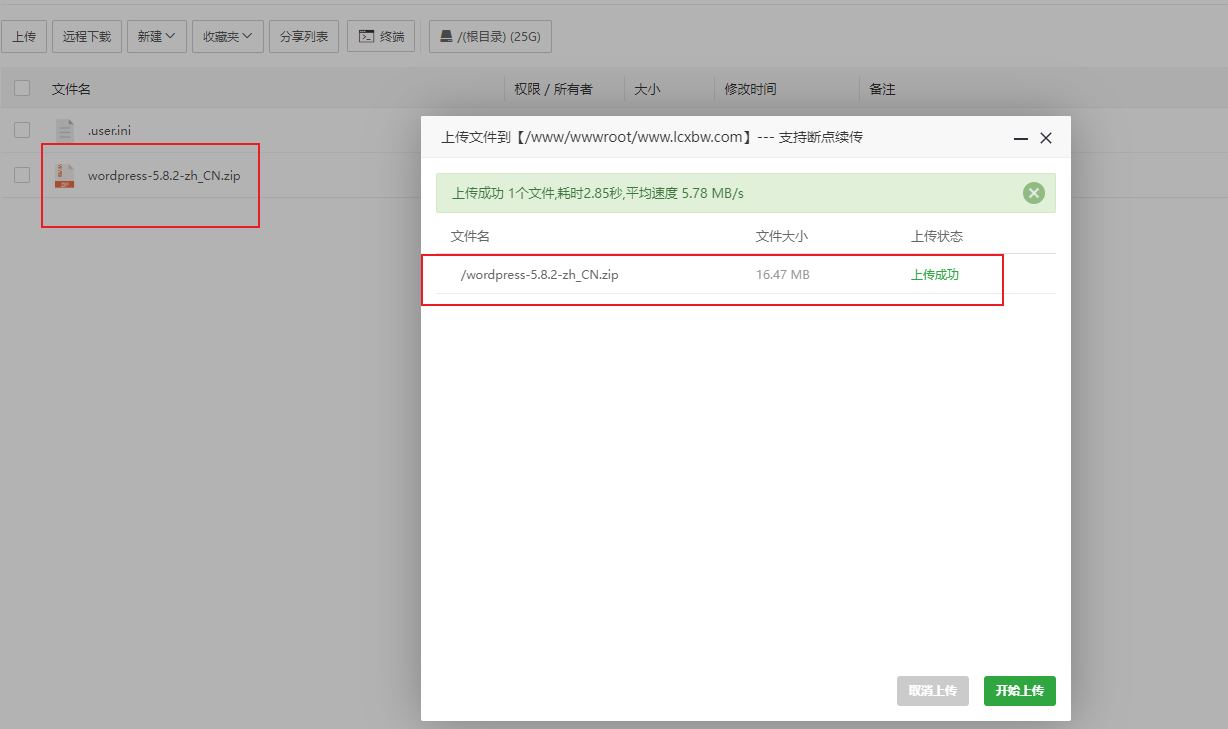 上传 远程下载 新建 收藏夹 分享列表 终端 /(根目录) (25G)
文件名 权限 / 所有者 大小 修改时间 备注
.user.ini
wordpress-5.8.2-zh_CN.zip
上传文件到【/www/wwwroot/www.lcxbw.com】--- 支持断点续传
上传成功 1个文件,耗时2.85秒,平均速度 5.78 MB/s
文件名 文件大小 上传状态
/wordpress-5.8.2-zh_CN.zip 16.47 MB 上传成功
取消上传 开始上传